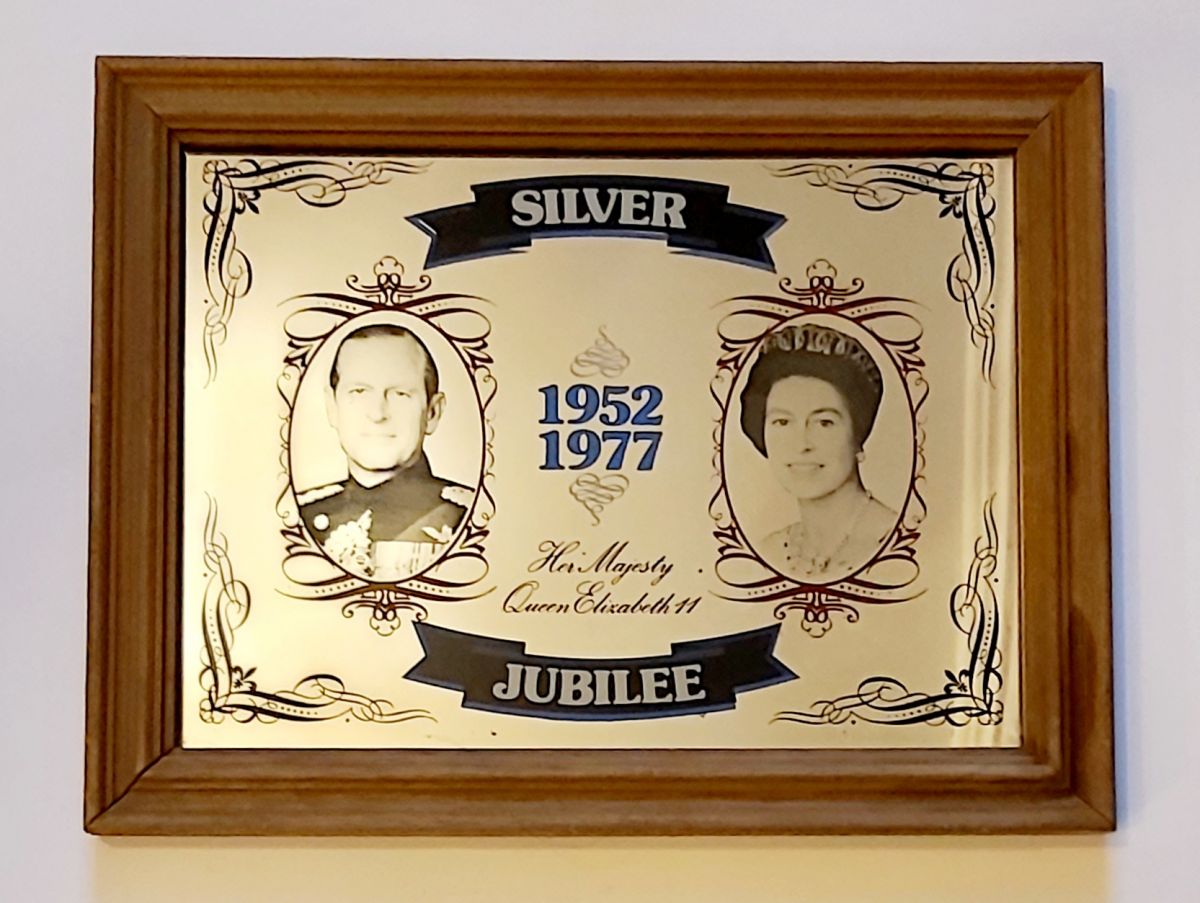 SILVER
1952
1977
Her Majesty
Queen Elizabeth 11
JUBILEE